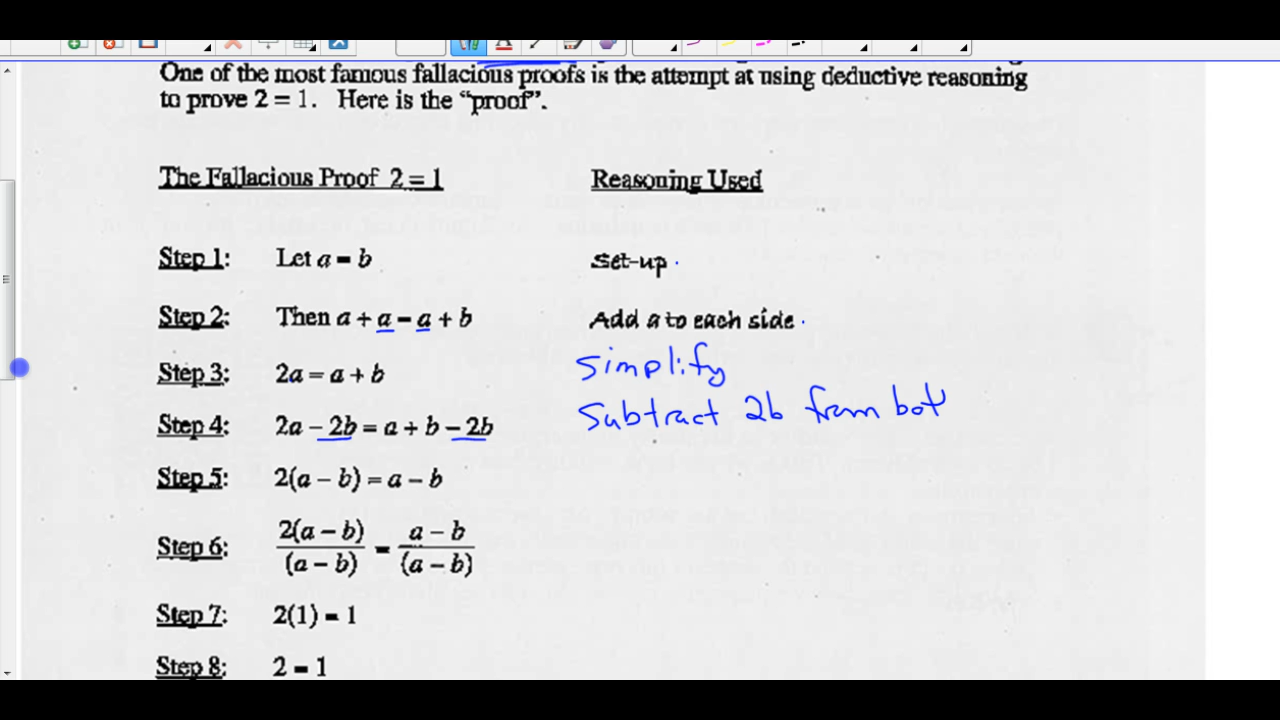 One of the most famous fallacious proofs is the attempt at using deductive reasoning
to prove 2 = 1. Here is the "proof".
The Fallacious Proof 2 = 1 Reasoning Used
Step 1: Let a = b set-up
Step 2: Then a + a = a + b Add a to each side
Step 3: 2a = a + b Simplify
Step 4: 2a – 2b = a + b – 2b Subtract 2b from bot
Step 5: 2(a – b) = a – b
Step 6: 2(a – b)/(a – b) = a – b/(a – b)
Step 7: 2(1) = 1
Step 8: 2 = 1